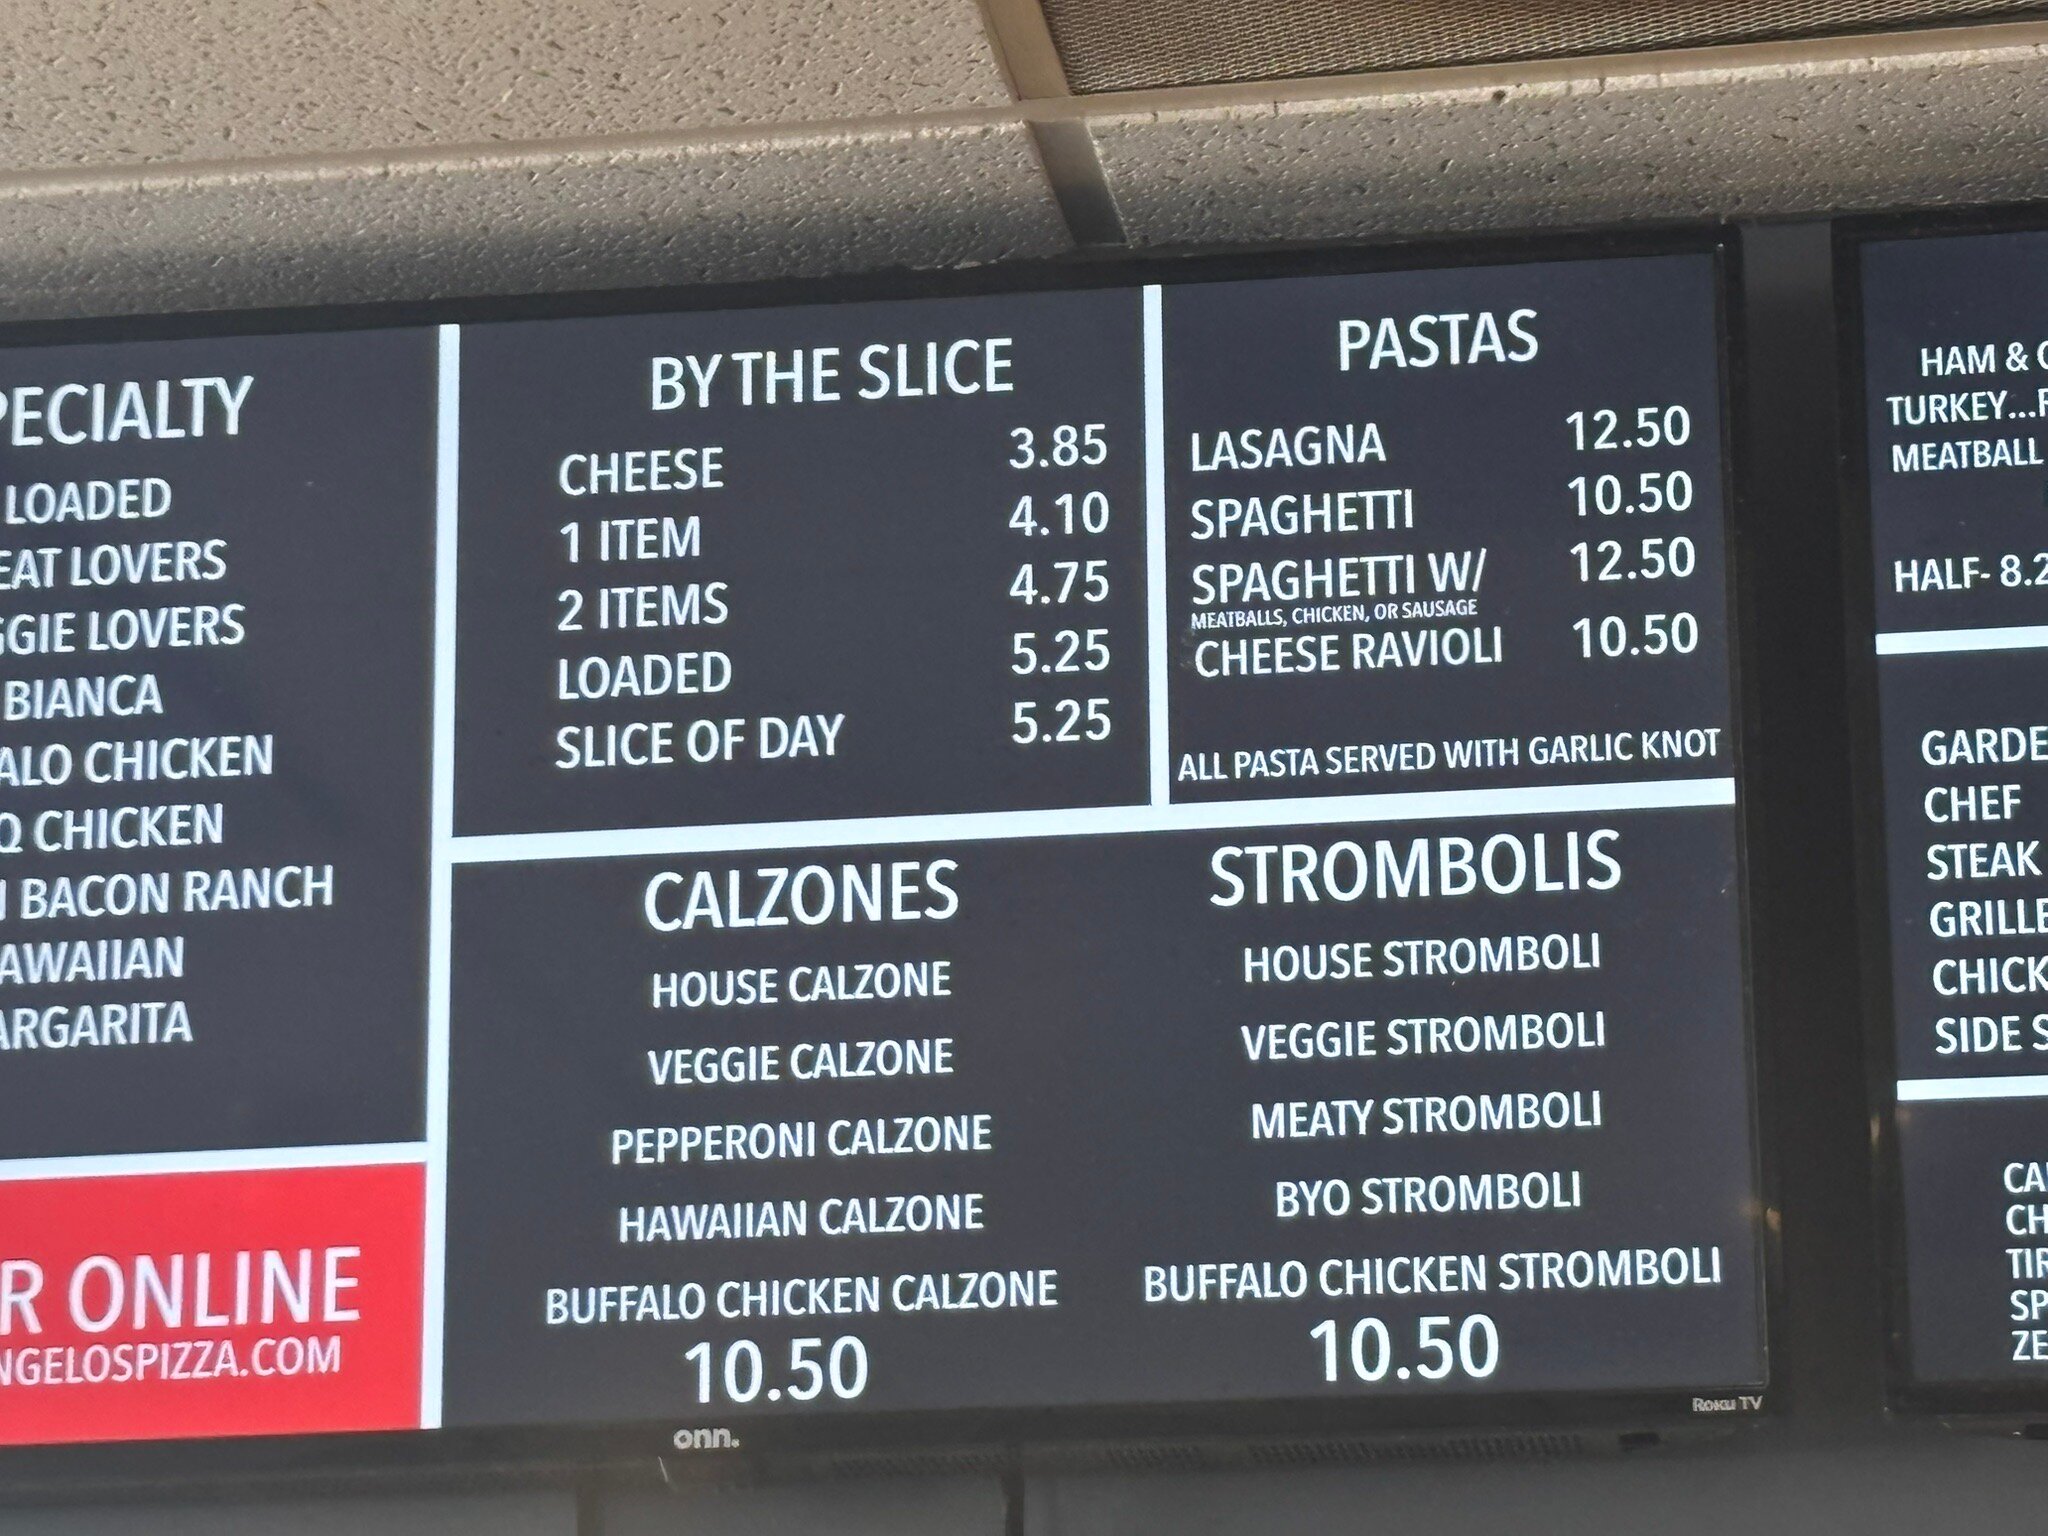 PECIALTY
LOADED
EAT LOVERS
GGIE LOVERS
BIANCA
ALO CHICKEN
Q CHICKEN
BACON RANCH
AWAIIAN
ARGARITA
R ONLINE
NGELOSPIZZA.COM
BY THE SLICE
CHEESE 3.85
1 ITEM 4.10
2 ITEMS 4.75
LOADED 5.25
SLICE OF DAY 5.25
PASTAS
LASAGNA 12.50
SPAGHETTI 10.50
SPAGHETTI W/ 12.50
MEATBALLS, CHICKEN, OR SAUSAGE
CHEESE RAVIOLI 10.50
ALL PASTA SERVED WITH GARLIC KNOT
CALZONES
HOUSE CALZONE
VEGGIE CALZONE
PEPPERONI CALZONE
HAWAIIAN CALZONE
BUFFALO CHICKEN CALZONE
10.50
STROMBOLIS
HOUSE STROMBOLI
VEGGIE STROMBOLI
MEATY STROMBOLI
BYO STROMBOLI
BUFFALO CHICKEN STROMBOLI
10.50
onn.
Roku TV
HAM & C
TURKEY...F
MEATBALL
HALF- 8.2
GARDE
CHEF
STEAK
GRILLE
CHICK
SIDE S
CA
CH
TIR
SP
ZE